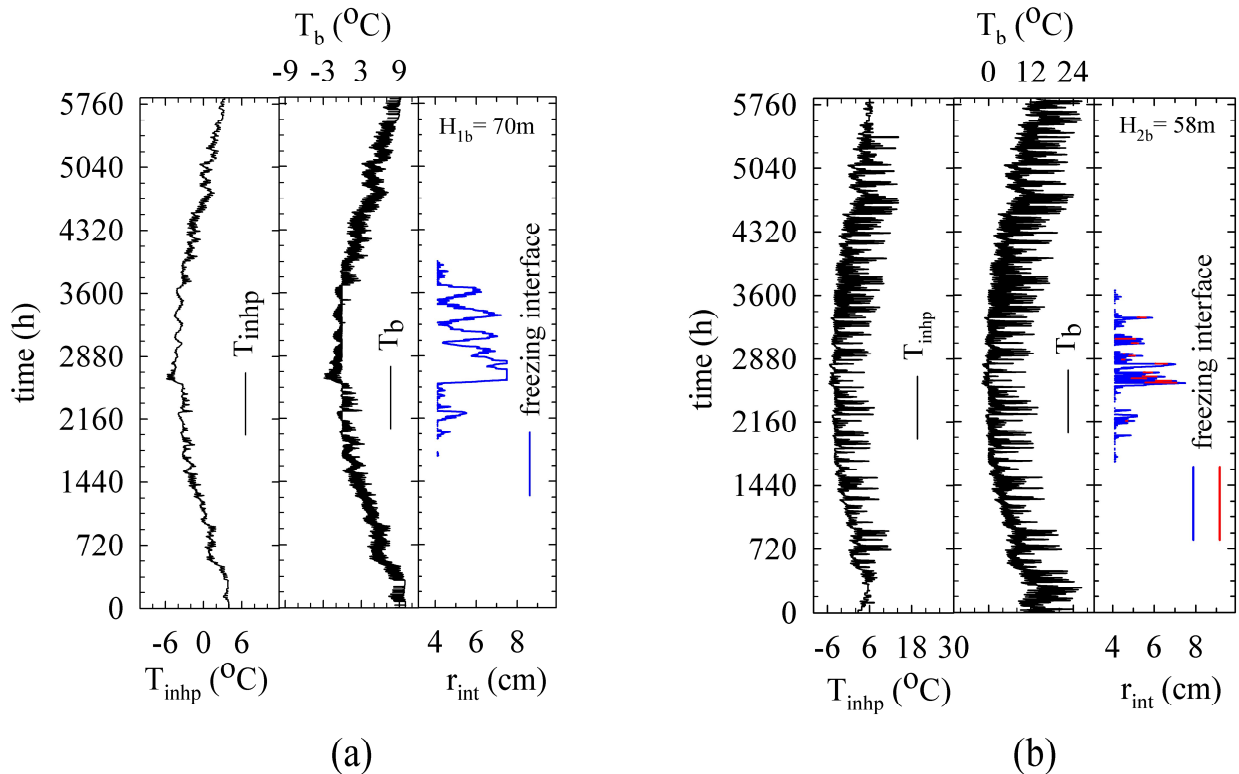 T_b (°C)
-9 -3 3 9
5760
5040
4320
3600
2880
2160
1440
720
0
time (h)
T_inhp
T_b
H_1b = 70m
freezing interface
-6 0 6
T_inhp (°C)
4 6 8
r_int (cm)
(a)
T_b (°C)
0 12 24
5760
5040
4320
3600
2880
2160
1440
720
0
time (h)
T_inhp
T_b
H_2b = 58m
freezing interface
-6 6 18 30
T_inhp (°C)
4 6 8
r_int (cm)
(b)